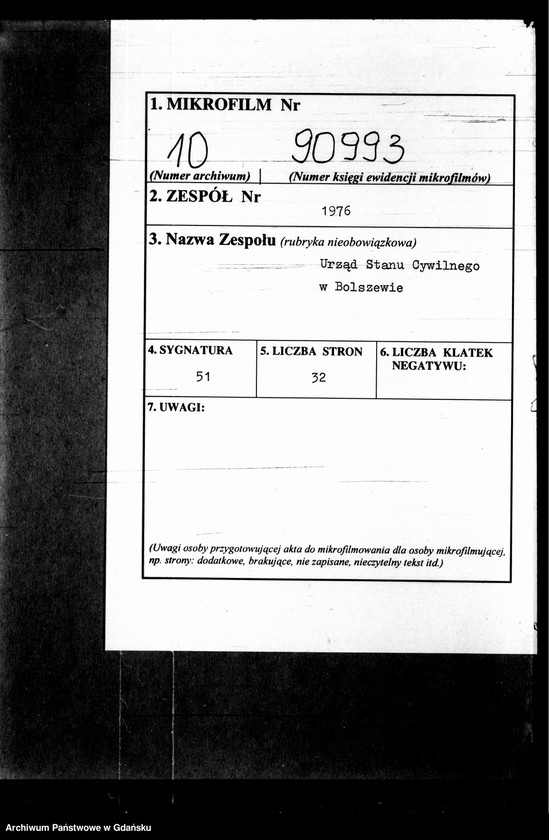 1. MIKROFILM Nr
10 90993
(Numer archiwum) (Numer księgi ewidencji mikrofilmów)
2. ZESPÓŁ Nr
1976
3. Nazwa Zespołu (rubryka nieobowiązkowa)
Urząd Stanu Cywilnego
w Bolszewie
4. SYGNATURA
51
5. LICZBA STRON
32
6. LICZBA KLATEK
NEGATYWU:
7. UWAGI:
(Uwagi osoby przygotowującej akta do mikrofilmowania dla osoby mikrofilmującej,
np. strony: dodatkowe, brakujące, nie zapisane, nieczytelny tekst itd.)
Archiwum Państwowe w Gdańsku